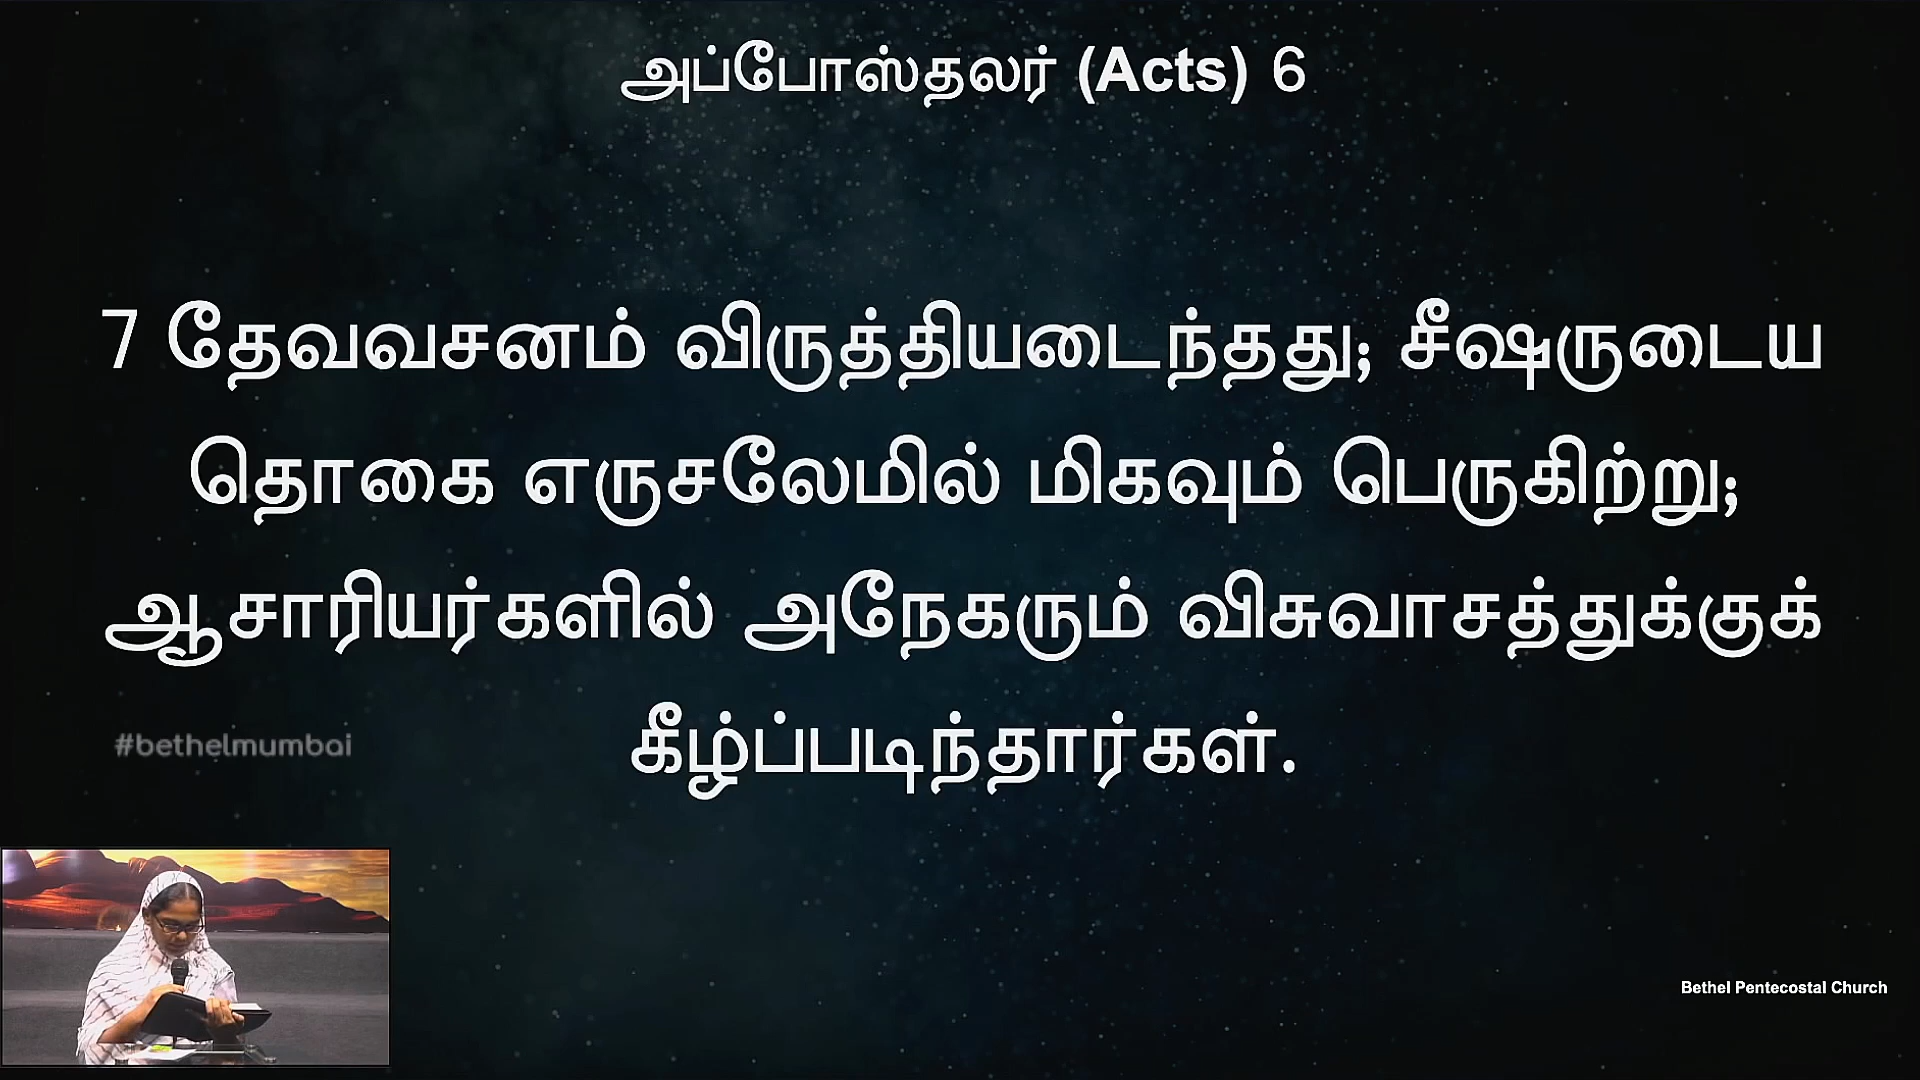 அப்போஸ்தலர் (Acts) 6
7 தேவவசனம் விருத்தியடைந்தது; சீஷருடைய
தொகை எருசலேமில் மிகவும் பெருகிற்று;
ஆசாரியர்களில் அநேகரும் விசுவாசத்துக்குக்
கீழ்ப்படிந்தார்கள்.
#bethelmumbai
Bethel Pentecostal Church